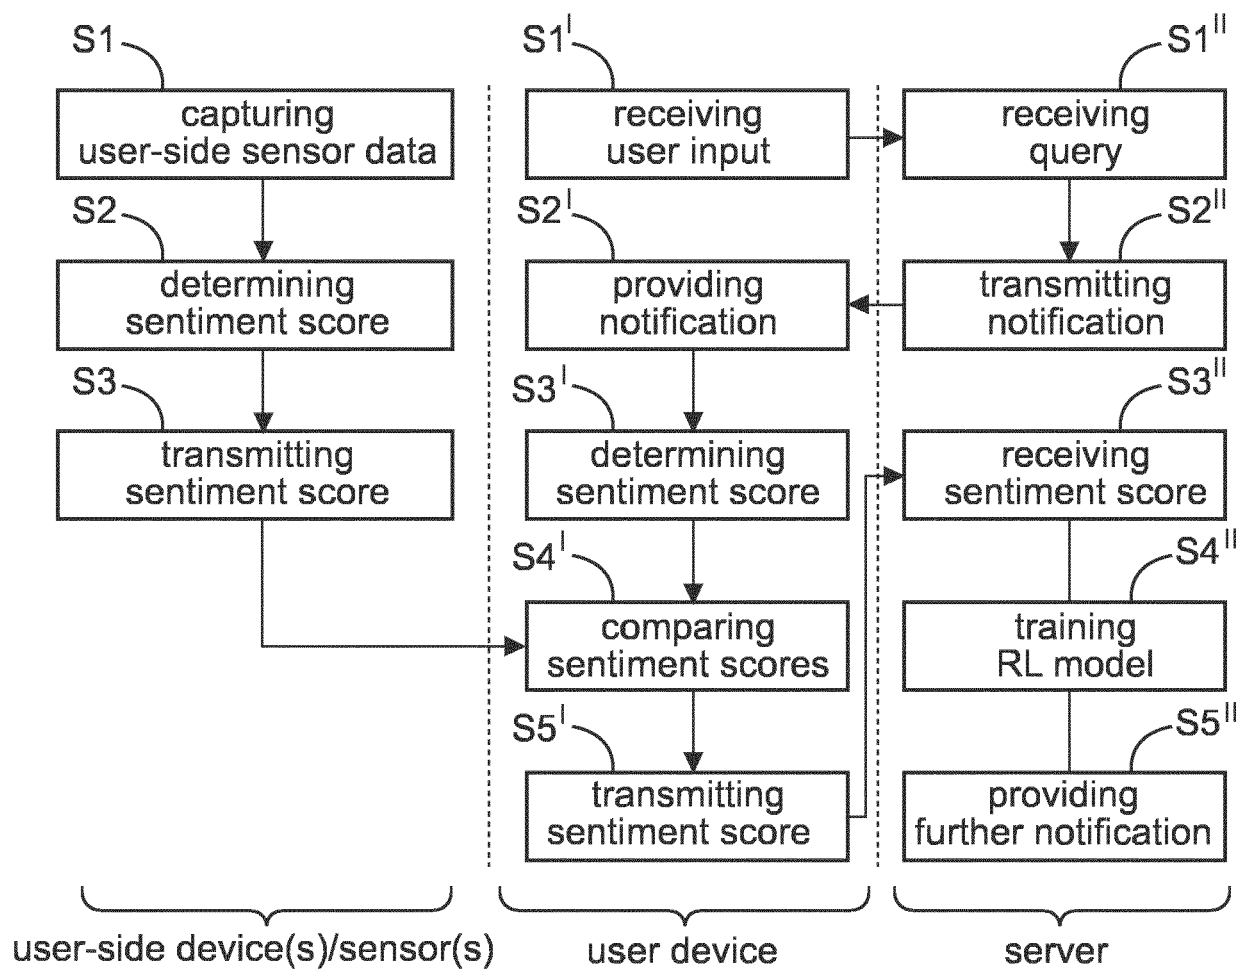 S1
capturing
user-side sensor data
S2
determining
sentiment score
S3
transmitting
sentiment score
user-side device(s)/sensor(s)
S1I
receiving
user input
S2I
providing
notification
S3I
determining
sentiment score
S4I
comparing
sentiment scores
S5I
transmitting
sentiment score
user device
S1II
receiving
query
S2II
transmitting
notification
S3II
receiving
sentiment score
S4II
training
RL model
S5II
providing
further notification
server